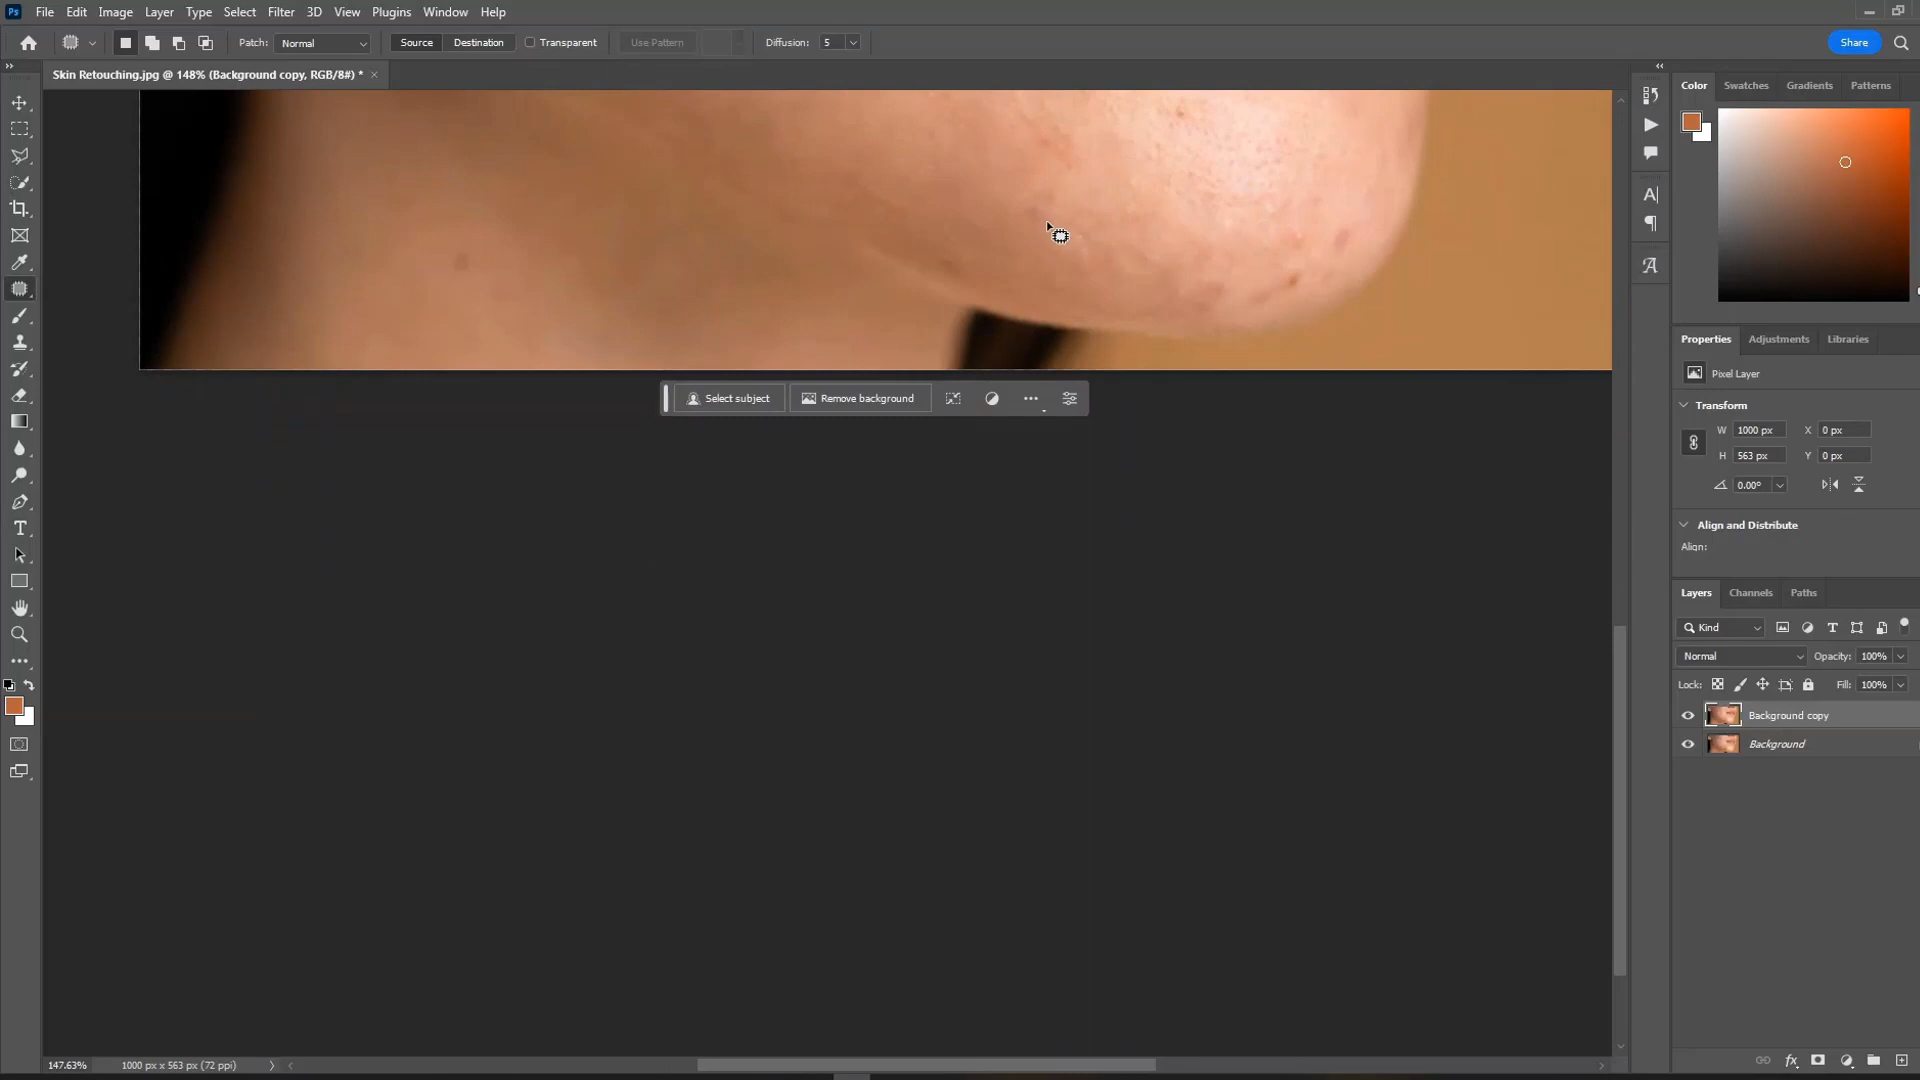 Ps File Edit Image Layer Type Select Filter 3D View Plugins Window Help
Patch: Normal Source Destination Transparent Use Pattern Diffusion: 5 Share
Skin Retouching.jpg @ 148% (Background copy, RGB/8#) *
Color Swatches Gradients Patterns
Properties Adjustments Libraries
Pixel Layer
Select subject Remove background
Transform
W 1000 px X 0 px
H 563 px Y 0 px
0.00°
Align and Distribute
Align:
Layers Channels Paths
Kind
Normal Opacity: 100%
Lock: Fill: 100%
Background copy
Background
147.63% 1000 px x 563 px (72 ppi)